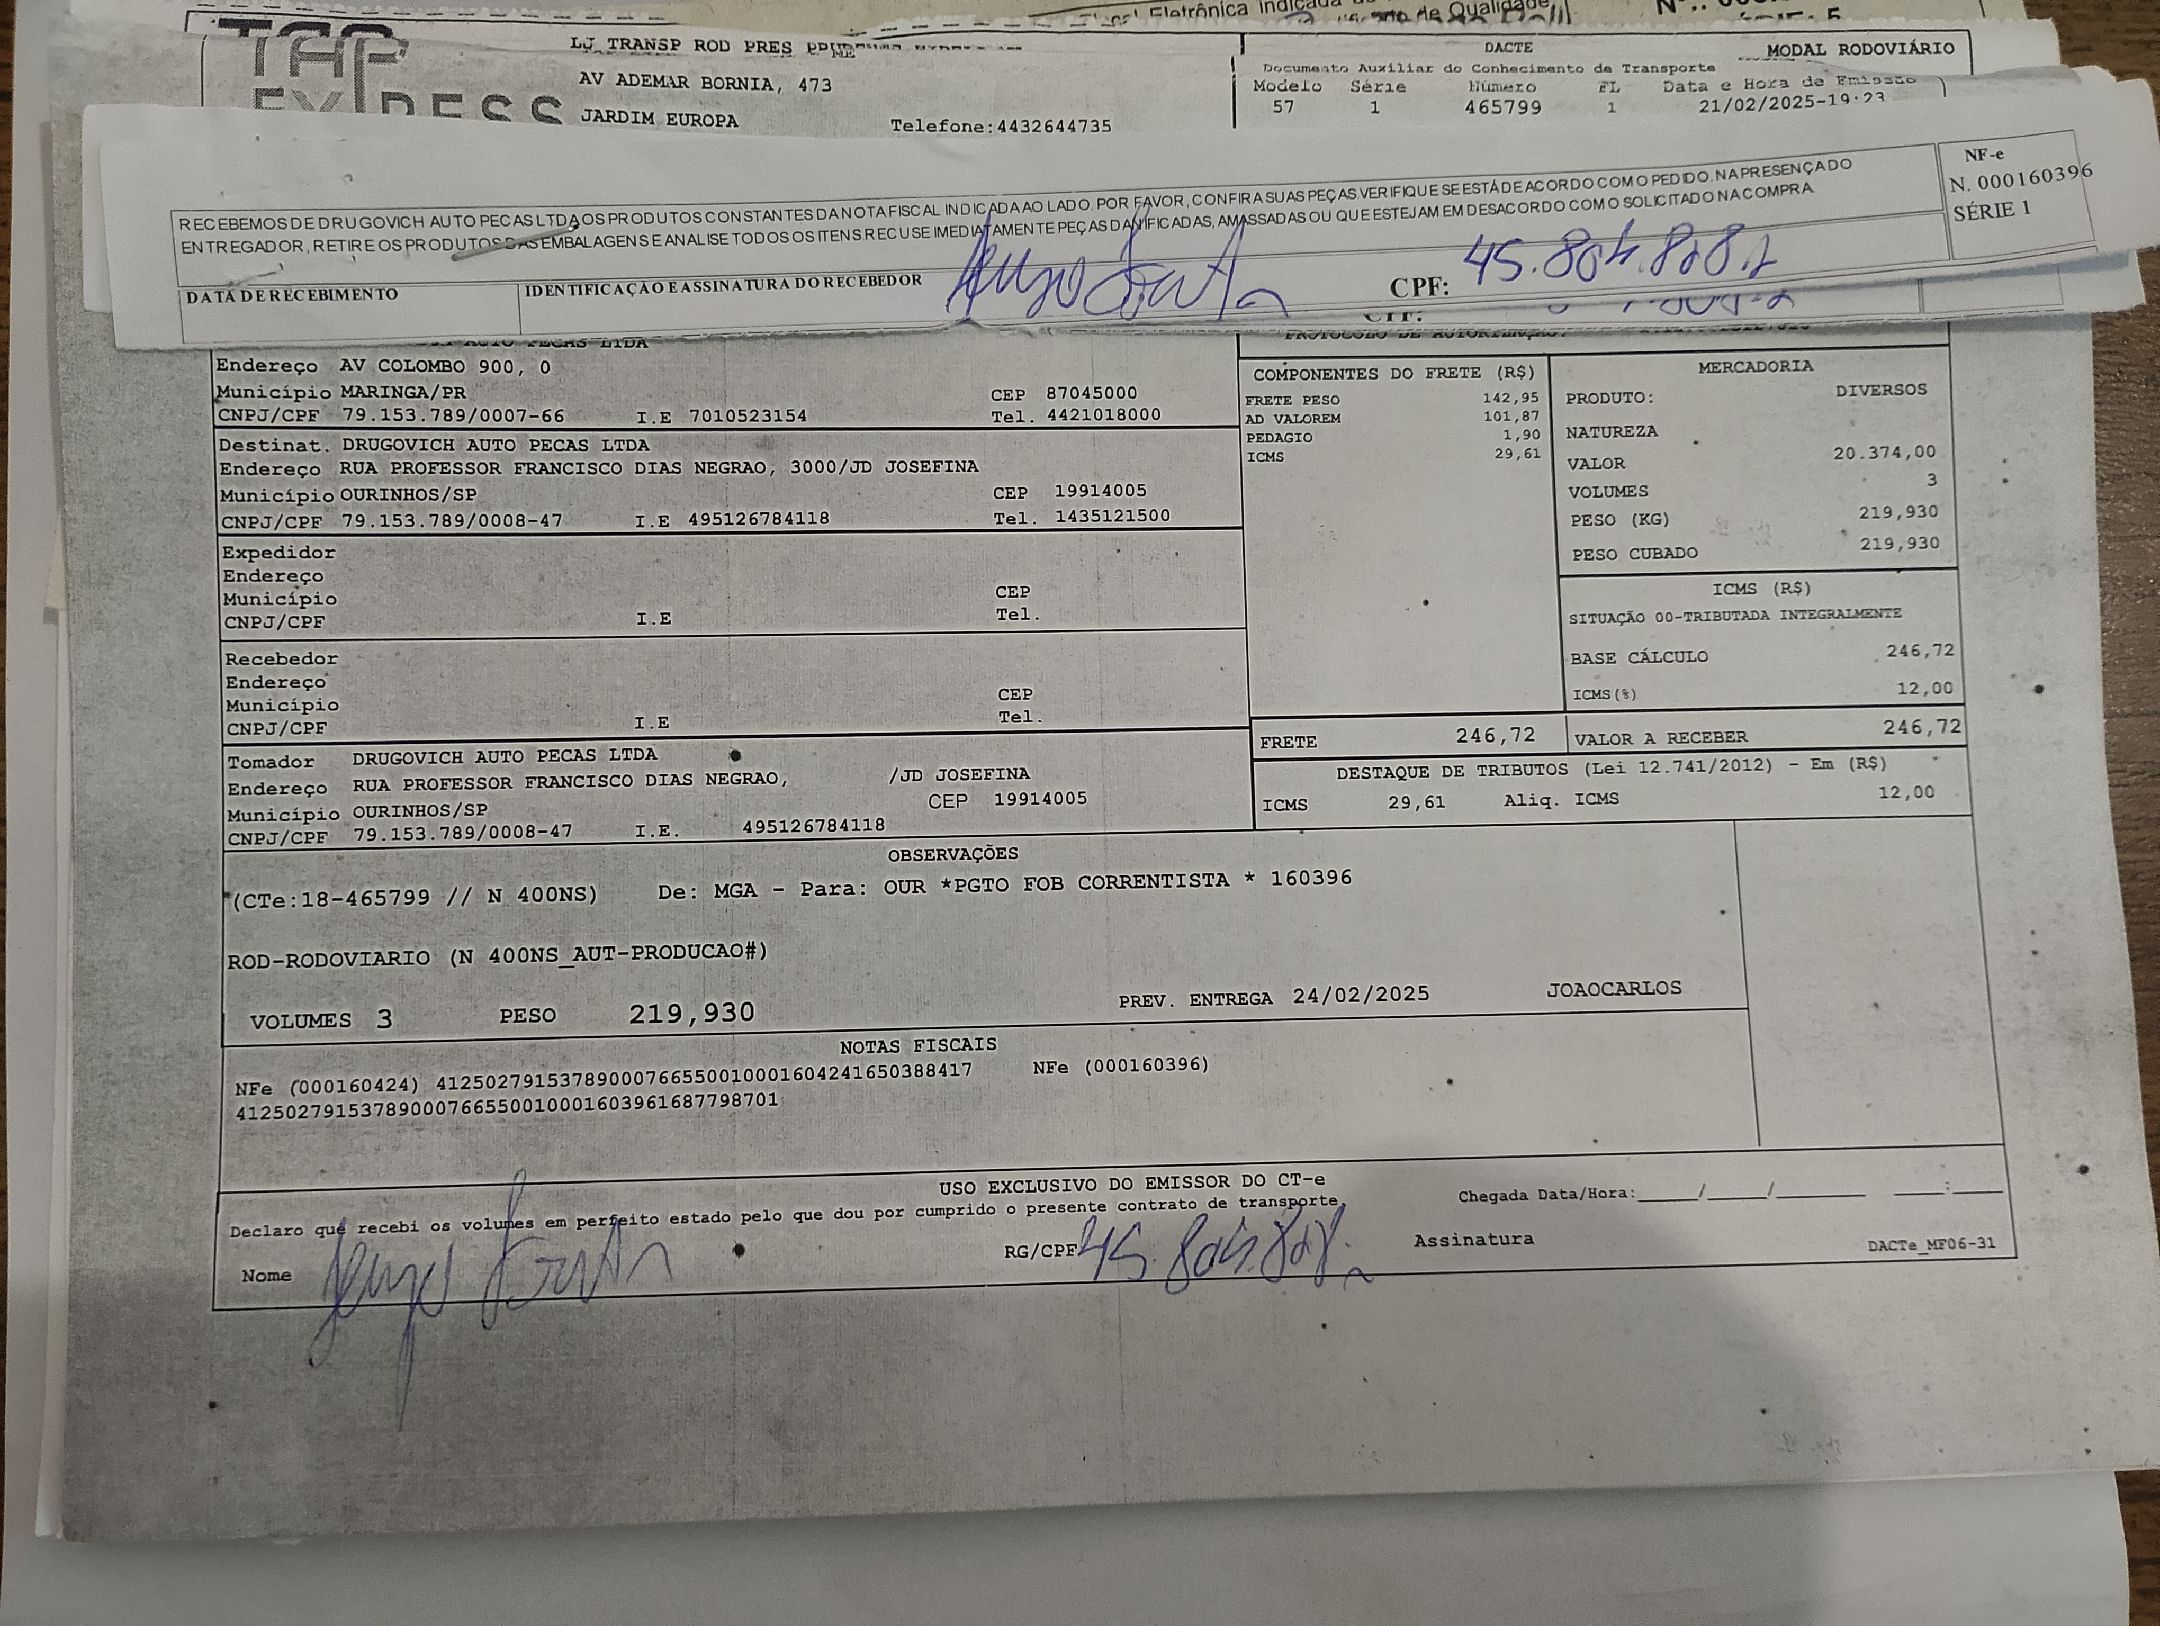 Eletrônica indicada
de Qualidade
TAP
EXPRESS
LJ TRANSP ROD PRES
AV ADEMAR BORNIA, 473
JARDIM EUROPA
Telefone:4432644735
DACTE
MODAL RODOVIÁRIO
Documento Auxiliar do Conhecimento de Transporte
Modelo Série Número FL Data e Hora de Emissão
57 1 465799 1 21/02/2025-19:23
RECEBEMOS DE DRUGOVICH AUTO PECAS LTDA OS PRODUTOS CONSTANTES DA NOTA FISCAL INDICADA AO LADO. POR FAVOR, CONFIRA SUAS PEÇAS. VERIFIQUE SE ESTÁ DE ACORDO COM O PEDIDO. NA PRESENÇA DO
ENTREGADOR, RETIRE OS PRODUTOS DAS EMBALAGENS E ANALISE TODOS OS ITENS. RECUSE IMEDIATAMENTE PEÇAS DANIFICADAS, AMASSADAS OU QUE ESTEJAM EM DESACORDO COM O SOLICITADO NA COMPRA
NF-e
N. 000160396
SÉRIE 1
DATA DE RECEBIMENTO
IDENTIFICAÇÃO E ASSINATURA DO RECEBEDOR
CPF:
AUTO PECAS LTDA
PROTOCOLO DE AUTORIZAÇÃO
Endereço AV COLOMBO 900, 0
Município MARINGA/PR CEP 87045000
CNPJ/CPF 79.153.789/0007-66 I.E 7010523154 Tel. 4421018000
Destinat. DRUGOVICH AUTO PECAS LTDA
Endereço RUA PROFESSOR FRANCISCO DIAS NEGRAO, 3000/JD JOSEFINA
Município OURINHOS/SP CEP 19914005
CNPJ/CPF 79.153.789/0008-47 I.E 495126784118 Tel. 1435121500
Expedidor
Endereço
Município CEP
CNPJ/CPF I.E Tel.
Recebedor
Endereço
Município CEP
CNPJ/CPF I.E Tel.
Tomador DRUGOVICH AUTO PECAS LTDA
Endereço RUA PROFESSOR FRANCISCO DIAS NEGRAO, /JD JOSEFINA
Município OURINHOS/SP CEP 19914005
CNPJ/CPF 79.153.789/0008-47 I.E. 495126784118
COMPONENTES DO FRETE (R$)
FRETE PESO 142,95
AD VALOREM 101,87
PEDAGIO 1,90
ICMS 29,61
MERCADORIA
PRODUTO: DIVERSOS
NATUREZA
VALOR 20.374,00
VOLUMES 3
PESO (KG) 219,930
PESO CUBADO 219,930
ICMS (R$)
SITUAÇÃO 00-TRIBUTADA INTEGRALMENTE
BASE CÁLCULO 246,72
ICMS(%) 12,00
FRETE 246,72 VALOR A RECEBER 246,72
DESTAQUE DE TRIBUTOS (Lei 12.741/2012) - Em (R$)
ICMS 29,61 Aliq. ICMS 12,00
OBSERVAÇÕES
(CTe:18-465799 // N 400NS) De: MGA - Para: OUR *PGTO FOB CORRENTISTA * 160396
ROD-RODOVIARIO (N 400NS_AUT-PRODUCAO#)
VOLUMES 3 PESO 219,930 PREV. ENTREGA 24/02/2025 JOAOCARLOS
NOTAS FISCAIS
NFe (000160424) 41250279153789000766550010001604241650388417 NFe (000160396)
41250279153789000766550010001603961687798701
USO EXCLUSIVO DO EMISSOR DO CT-e
Declaro que recebi os volumes em perfeito estado pelo que dou por cumprido o presente contrato de transporte.
Chegada Data/Hora:_____/_____/________ _____:_____
Nome RG/CPF Assinatura DACTe_MF06-31